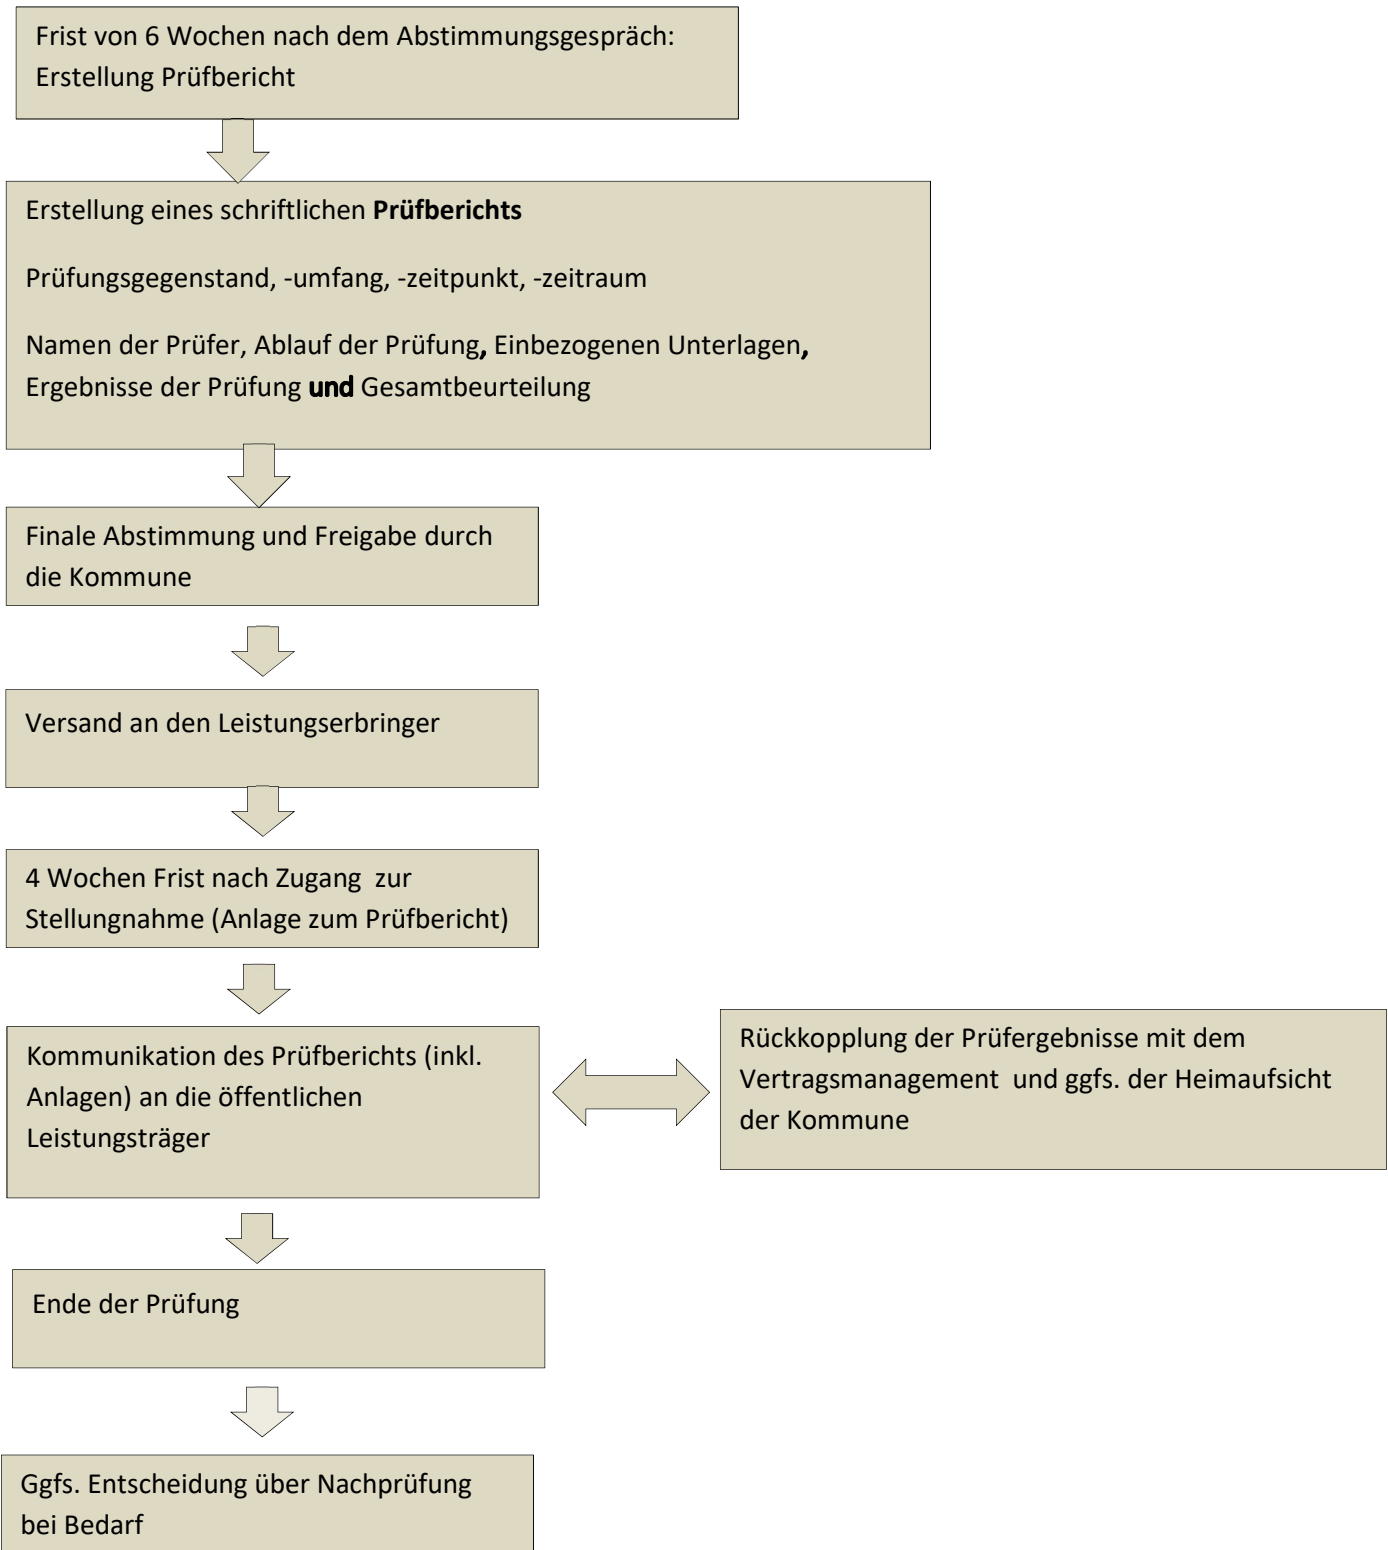 Frist von 6 Wochen nach dem Abstimmungsgespräch:
Erstellung Prüfbericht
Erstellung eines schriftlichen Prüfberichts
Prüfungsgegenstand, -umfang, -zeitpunkt, -zeitraum
Namen der Prüfer, Ablauf der Prüfung, Einbezogenen Unterlagen,
Ergebnisse der Prüfung und Gesamtbeurteilung
Finale Abstimmung und Freigabe durch
die Kommune
Versand an den Leistungserbringer
4 Wochen Frist nach Zugang  zur
Stellungnahme (Anlage zum Prüfbericht)
Kommunikation des Prüfberichts (inkl.
Anlagen) an die öffentlichen
Leistungsträger
Rückkopplung der Prüfergebnisse mit dem
Vertragsmanagement  und ggfs. der Heimaufsicht
der Kommune
Ende der Prüfung
Ggfs. Entscheidung über Nachprüfung
bei Bedarf